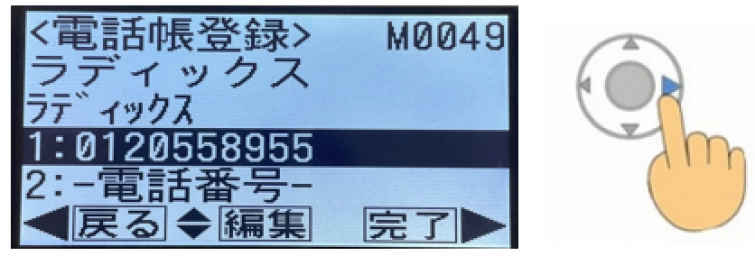 <電話帳登録> M0049
ラディックス
ﾗﾃﾞｨｯｸｽ
1:0120558955
2:-電話番号-
◀戻る◆編集 完了▶